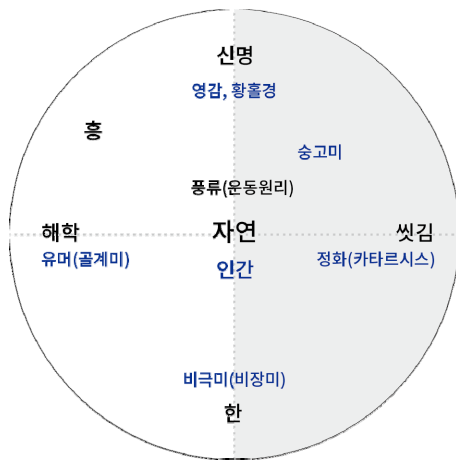 신명
영감, 황홀경
흥
숭고미
풍류(운동원리)
해학 자연 씻김
유머(골계미) 인간 정화(카타르시스)
비극미(비장미)
한